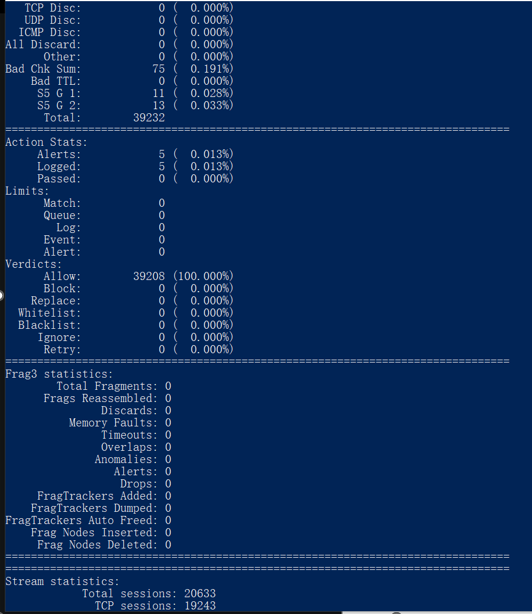 TCP Disc:            0 (  0.000%)
UDP Disc:            0 (  0.000%)
ICMP Disc:            0 (  0.000%)
All Discard:            0 (  0.000%)
Other:            0 (  0.000%)
Bad Chk Sum:           75 (  0.191%)
Bad TTL:            0 (  0.000%)
S5 G 1:           11 (  0.028%)
S5 G 2:           13 (  0.033%)
Total:        39232
===============================================================================
Action Stats:
Alerts:            5 (  0.013%)
Logged:            5 (  0.013%)
Passed:            0 (  0.000%)
Limits:
Match:            0
Queue:            0
Log:            0
Event:            0
Alert:            0
Verdicts:
Allow:        39208 (100.000%)
Block:            0 (  0.000%)
Replace:            0 (  0.000%)
Whitelist:            0 (  0.000%)
Blacklist:            0 (  0.000%)
Ignore:            0 (  0.000%)
Retry:            0 (  0.000%)
===============================================================================
Frag3 statistics:
Total Fragments: 0
Frags Reassembled: 0
Discards: 0
Memory Faults: 0
Timeouts: 0
Overlaps: 0
Anomalies: 0
Alerts: 0
Drops: 0
FragTrackers Added: 0
FragTrackers Dumped: 0
FragTrackers Auto Freed: 0
Frag Nodes Inserted: 0
Frag Nodes Deleted: 0
===============================================================================
===============================================================================
Stream statistics:
Total sessions: 20633
TCP sessions: 19243